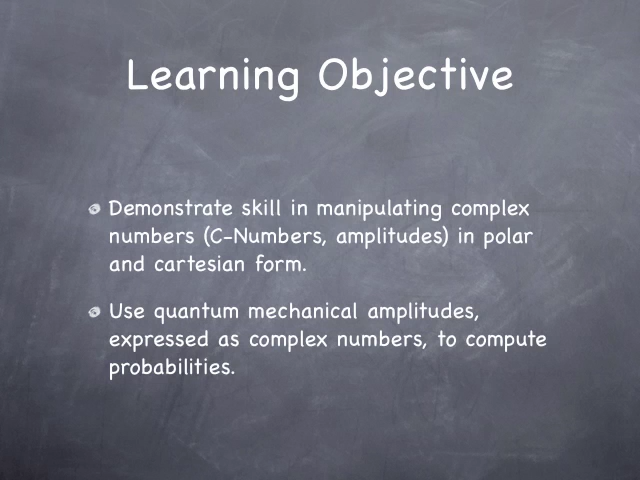 Learning Objective
Demonstrate skill in manipulating complex
numbers (C-Numbers, amplitudes) in polar
and cartesian form.
Use quantum mechanical amplitudes,
expressed as complex numbers, to compute
probabilities.